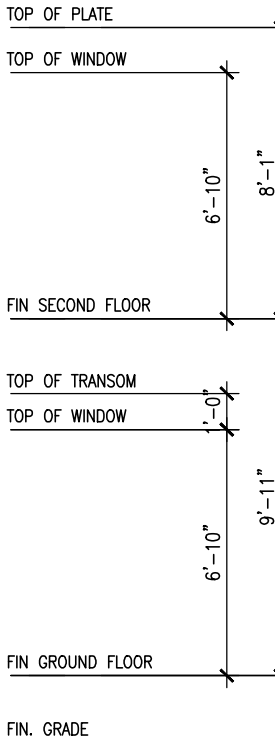 TOP OF PLATE
TOP OF WINDOW
6'-10"
8'-1"
FIN SECOND FLOOR
TOP OF TRANSOM
1'-0"
TOP OF WINDOW
6'-10"
9'-11"
FIN GROUND FLOOR
FIN. GRADE